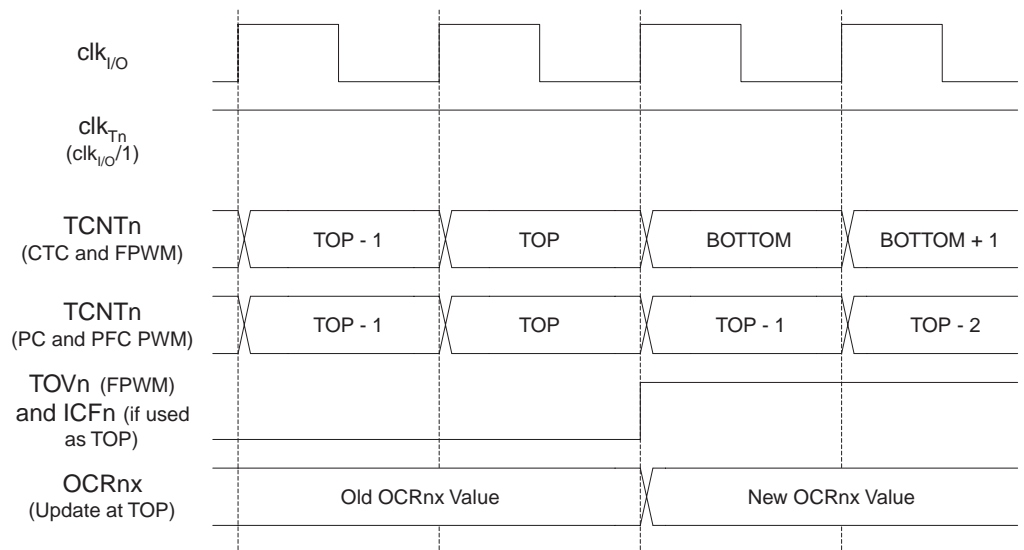 clkI/O
clkTn
(clkI/O/1)
TCNTn
(CTC and FPWM)
TOP - 1
TOP
BOTTOM
BOTTOM + 1
TCNTn
(PC and PFC PWM)
TOP - 1
TOP
TOP - 1
TOP - 2
TOVn (FPWM)
and ICFn (if used
as TOP)
OCRnx
(Update at TOP)
Old OCRnx Value
New OCRnx Value